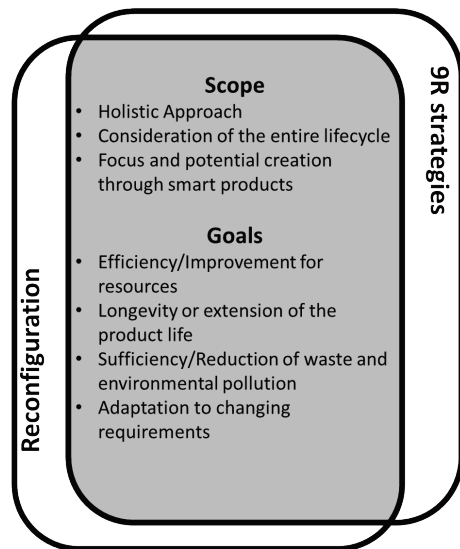 Scope
• Holistic Approach
• Consideration of the entire lifecycle
• Focus and potential creation
through smart products
Goals
• Efficiency/Improvement for
resources
• Longevity or extension of the
product life
• Sufficiency/Reduction of waste and
environmental pollution
• Adaptation to changing
requirements
Reconfiguration
9R strategies